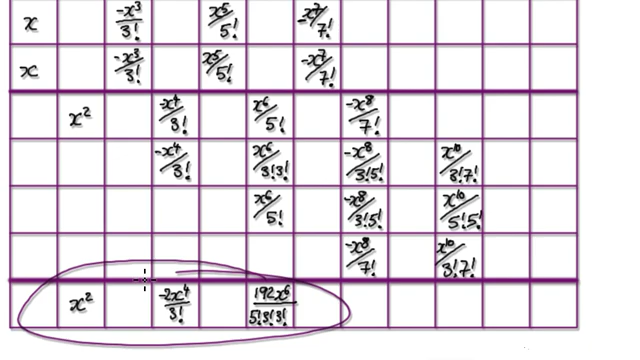 x -x³/3! x⁵/5! -x⁷/7!
x -x³/3! x⁵/5! -x⁷/7!
x² -x⁴/3! x⁶/5! -x⁸/7!
-x⁴/3! x⁶/3!3! -x⁸/3!5! x¹⁰/3!7!
x⁶/5! -x⁸/3!5! x¹⁰/5!5!
-x⁸/7! x¹⁰/3!7!
x² -2x⁴/3! 192x⁶/5!3!3!